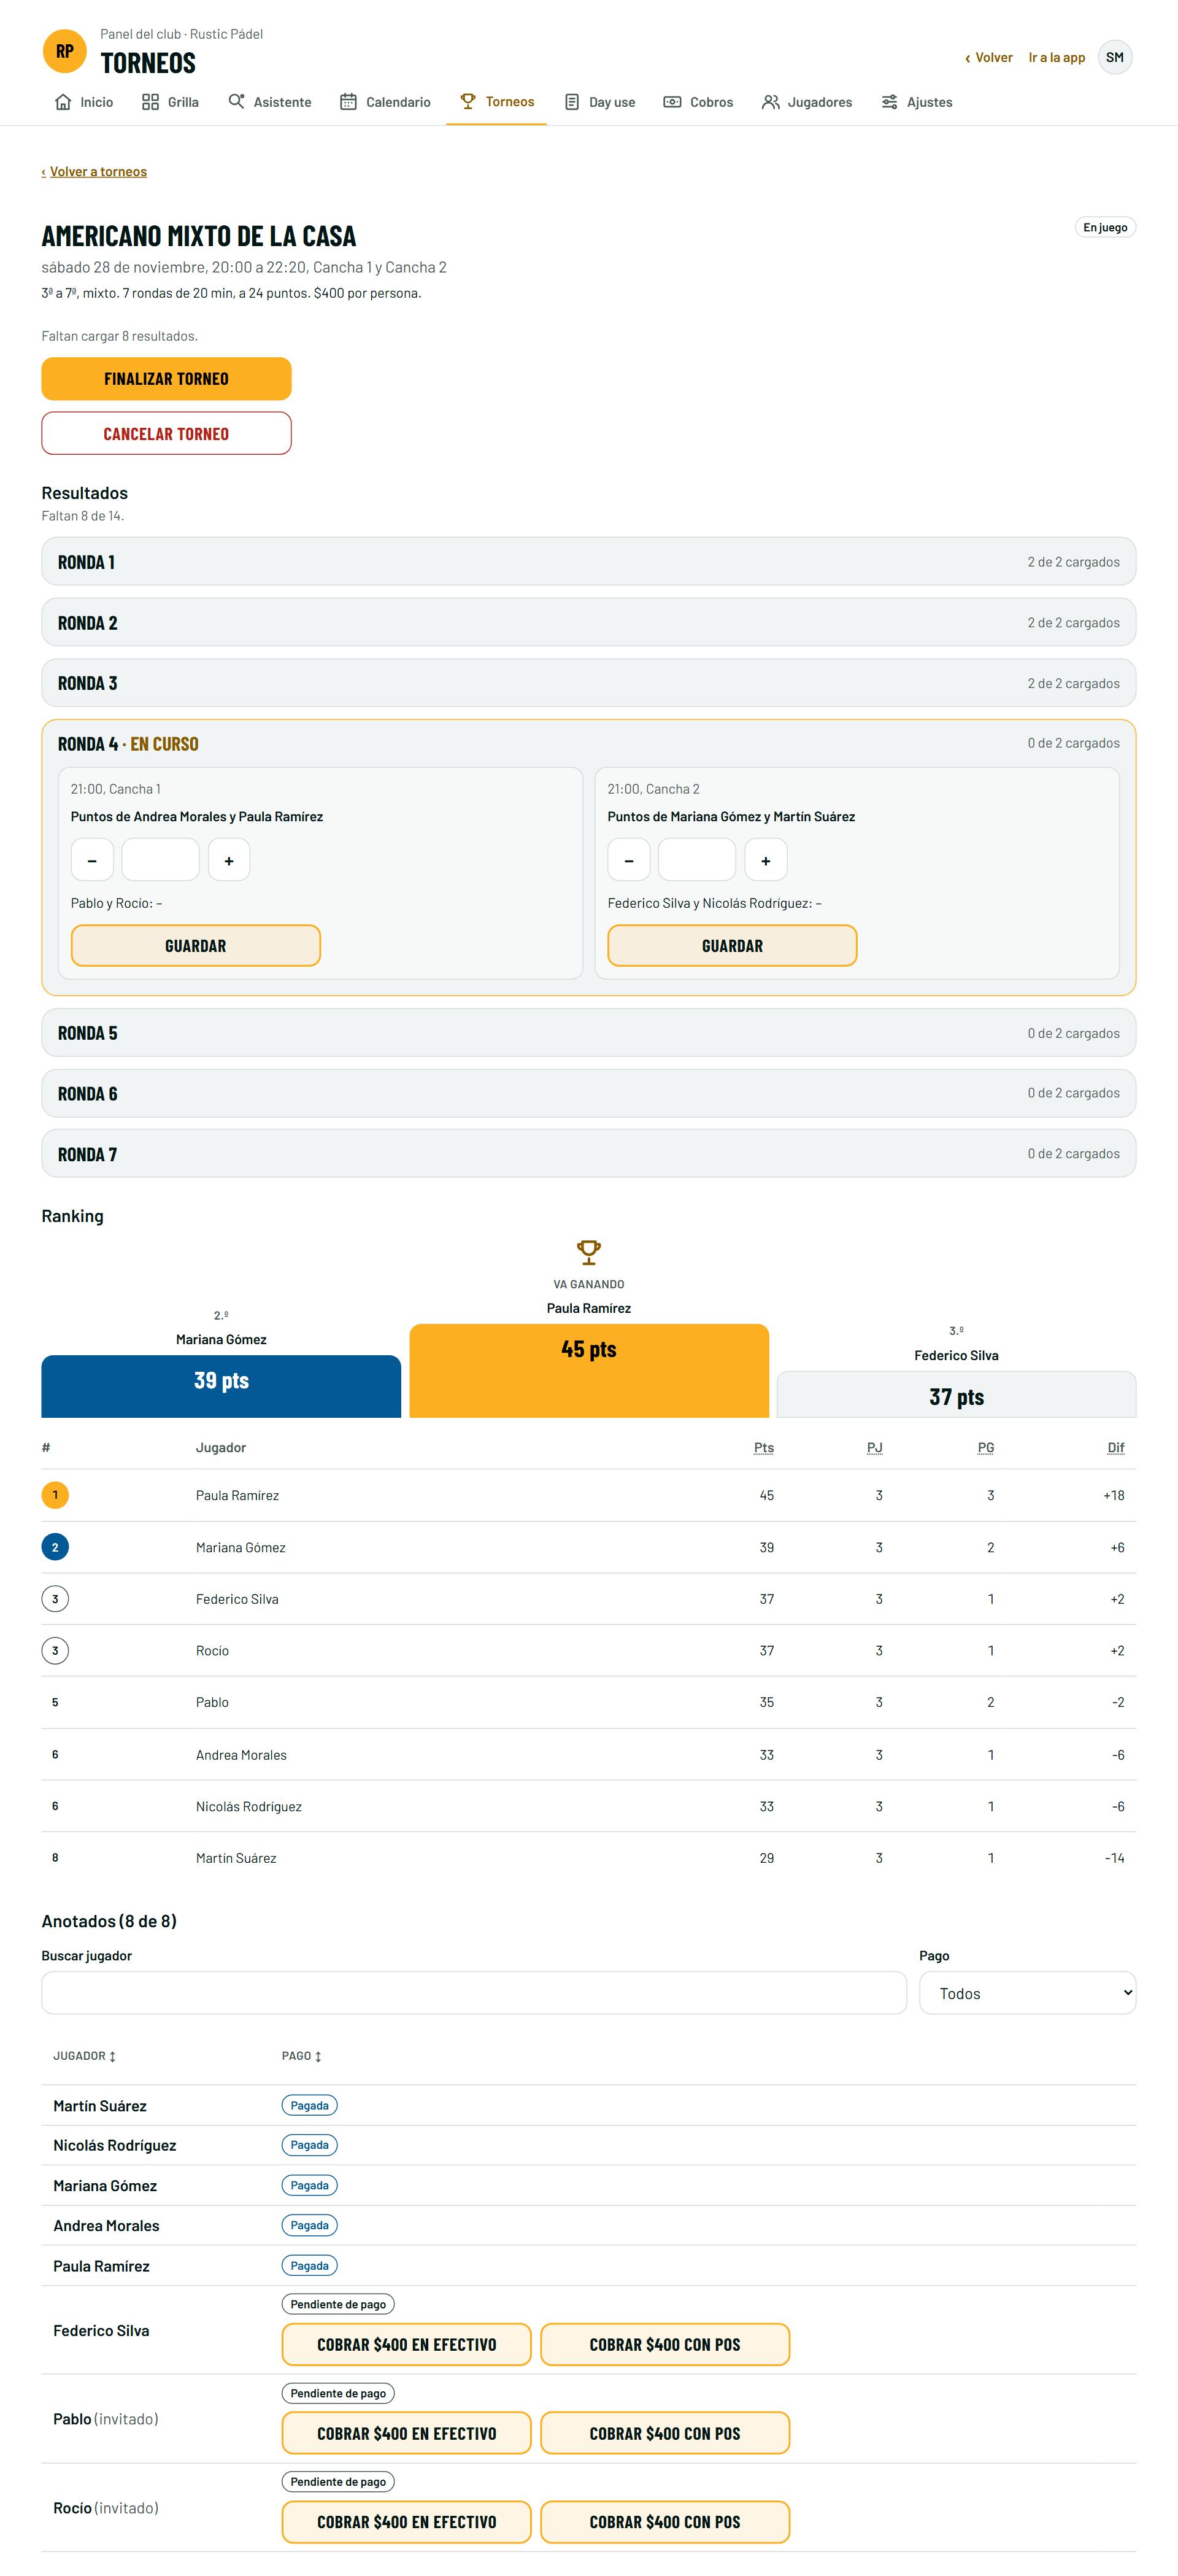 RP
Panel del club · Rustic Pádel
TORNEOS
‹ Volver
Ir a la app
SM
Inicio
Grilla
Asistente
Calendario
Torneos
Day use
Cobros
Jugadores
Ajustes
‹ Volver a torneos
AMERICANO MIXTO DE LA CASA
En juego
sábado 28 de noviembre, 20:00 a 22:20, Cancha 1 y Cancha 2
3ª a 7ª, mixto. 7 rondas de 20 min, a 24 puntos. $400 por persona.
Faltan cargar 8 resultados.
FINALIZAR TORNEO
CANCELAR TORNEO
Resultados
Faltan 8 de 14.
RONDA 1 2 de 2 cargados
RONDA 2 2 de 2 cargados
RONDA 3 2 de 2 cargados
RONDA 4 · EN CURSO 0 de 2 cargados
21:00, Cancha 1
Puntos de Andrea Morales y Paula Ramírez
− +
Pablo y Rocío: –
GUARDAR
21:00, Cancha 2
Puntos de Mariana Gómez y Martín Suárez
− +
Federico Silva y Nicolás Rodríguez: –
GUARDAR
RONDA 5 0 de 2 cargados
RONDA 6 0 de 2 cargados
RONDA 7 0 de 2 cargados
Ranking
VA GANANDO
Paula Ramírez
45 pts
2.º
Mariana Gómez
39 pts
3.º
Federico Silva
37 pts
# Jugador Pts PJ PG Dif
1 Paula Ramírez 45 3 3 +18
2 Mariana Gómez 39 3 2 +6
3 Federico Silva 37 3 1 +2
3 Rocío 37 3 1 +2
5 Pablo 35 3 2 -2
6 Andrea Morales 33 3 1 -6
6 Nicolás Rodríguez 33 3 1 -6
8 Martín Suárez 29 3 1 -14
Anotados (8 de 8)
Buscar jugador
Pago
Todos
JUGADOR ↕ PAGO ↕
Martín Suárez Pagada
Nicolás Rodríguez Pagada
Mariana Gómez Pagada
Andrea Morales Pagada
Paula Ramírez Pagada
Federico Silva
Pendiente de pago
COBRAR $400 EN EFECTIVO COBRAR $400 CON POS
Pablo (invitado)
Pendiente de pago
COBRAR $400 EN EFECTIVO COBRAR $400 CON POS
Rocío (invitado)
Pendiente de pago
COBRAR $400 EN EFECTIVO COBRAR $400 CON POS